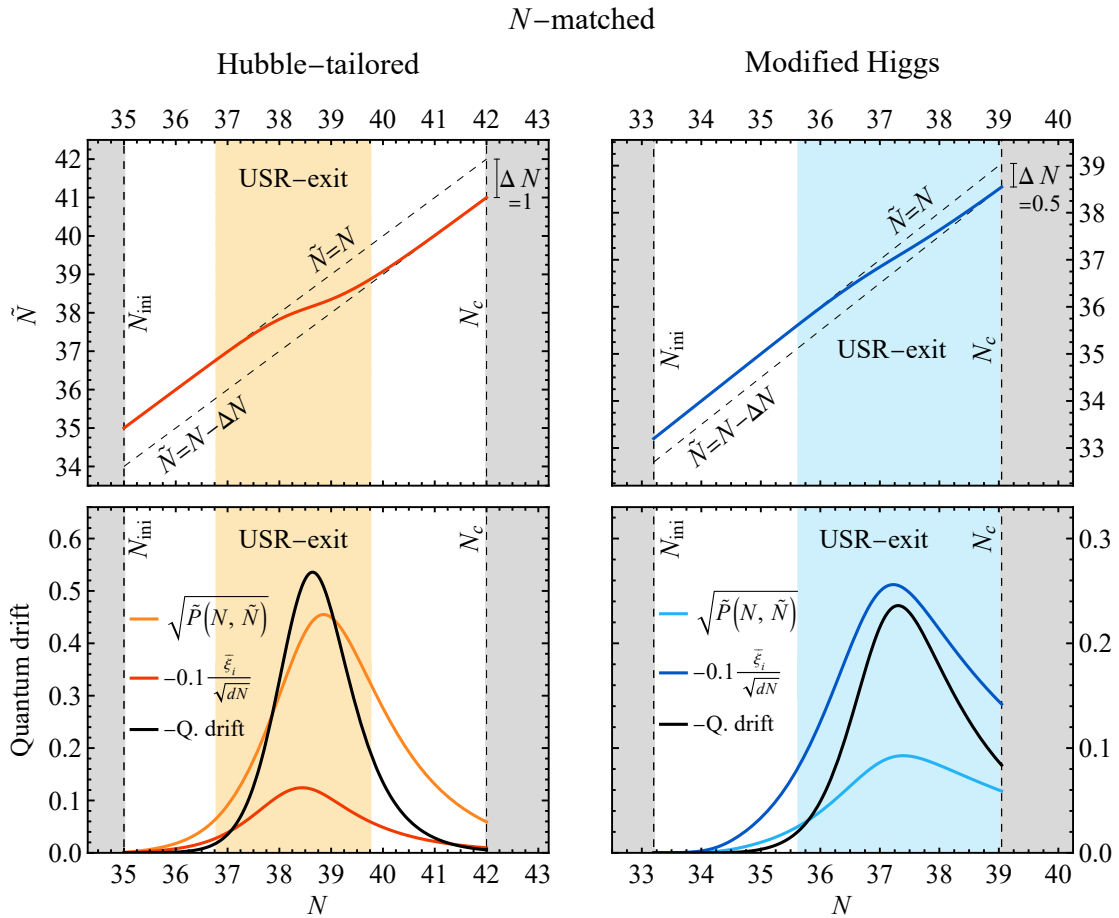 N−matched
Hubble−tailored
Modified Higgs
35 36 37 38 39 40 41 42 43
33 34 35 36 37 38 39 40
42
41
40
39
38
37
36
35
34
Ñ
USR−exit
ΔN
=1
Ñ=N
N_ini
N_c
Ñ=N−ΔN
39
38
37
36
35
34
33
ΔN
=0.5
Ñ=N
N_ini
N_c
USR−exit
Ñ=N−ΔN
0.6
0.5
0.4
0.3
0.2
0.1
0.0
Quantum drift
N_ini
USR−exit
N_c
√P̃(N, Ñ)
−0.1 ξ̄_i/√dN
−Q. drift
35 36 37 38 39 40 41 42 43
N
N_ini
USR−exit
N_c
√P̃(N, Ñ)
−0.1 ξ̄_i/√dN
−Q. drift
0.3
0.2
0.1
0.0
33 34 35 36 37 38 39 40
N